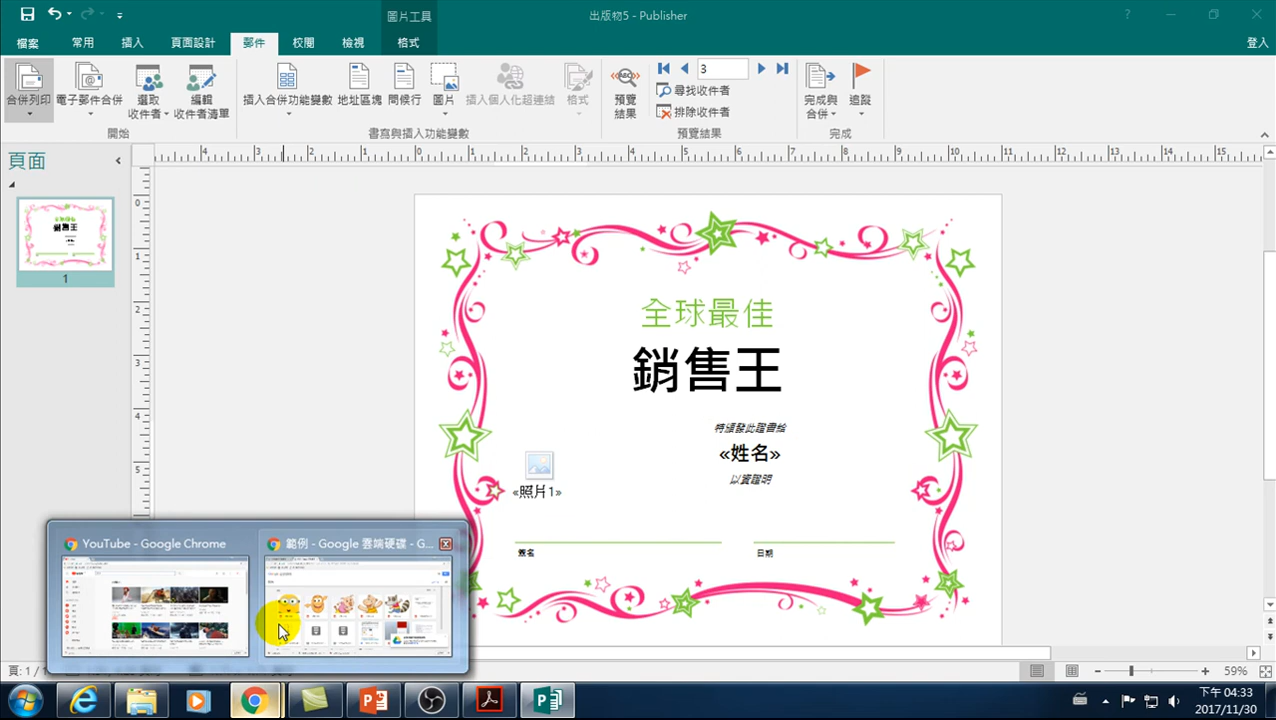 圖片工具
出版物5 - Publisher
檔案
常用
插入
頁面設計
郵件
校閱
檢視
格式
登入
合併列印
電子郵件合併
選取
收件者
編輯
收件者清單
開始
插入合併功能變數
地址區塊
問候行
圖片
插入個人化超連結
格式
書寫與插入功能變數
預覽
結果
3
尋找收件者
排除收件者
預覽結果
完成與
合併
追蹤
完成
頁面
1
全球最佳
銷售王
特頒發此證書給
«姓名»
以資證明
«照片1»
簽名
日期
YouTube - Google Chrome
範例 - Google 雲端硬碟 - G...
頁: 1 / 1
59%
下午 04:33
2017/11/30